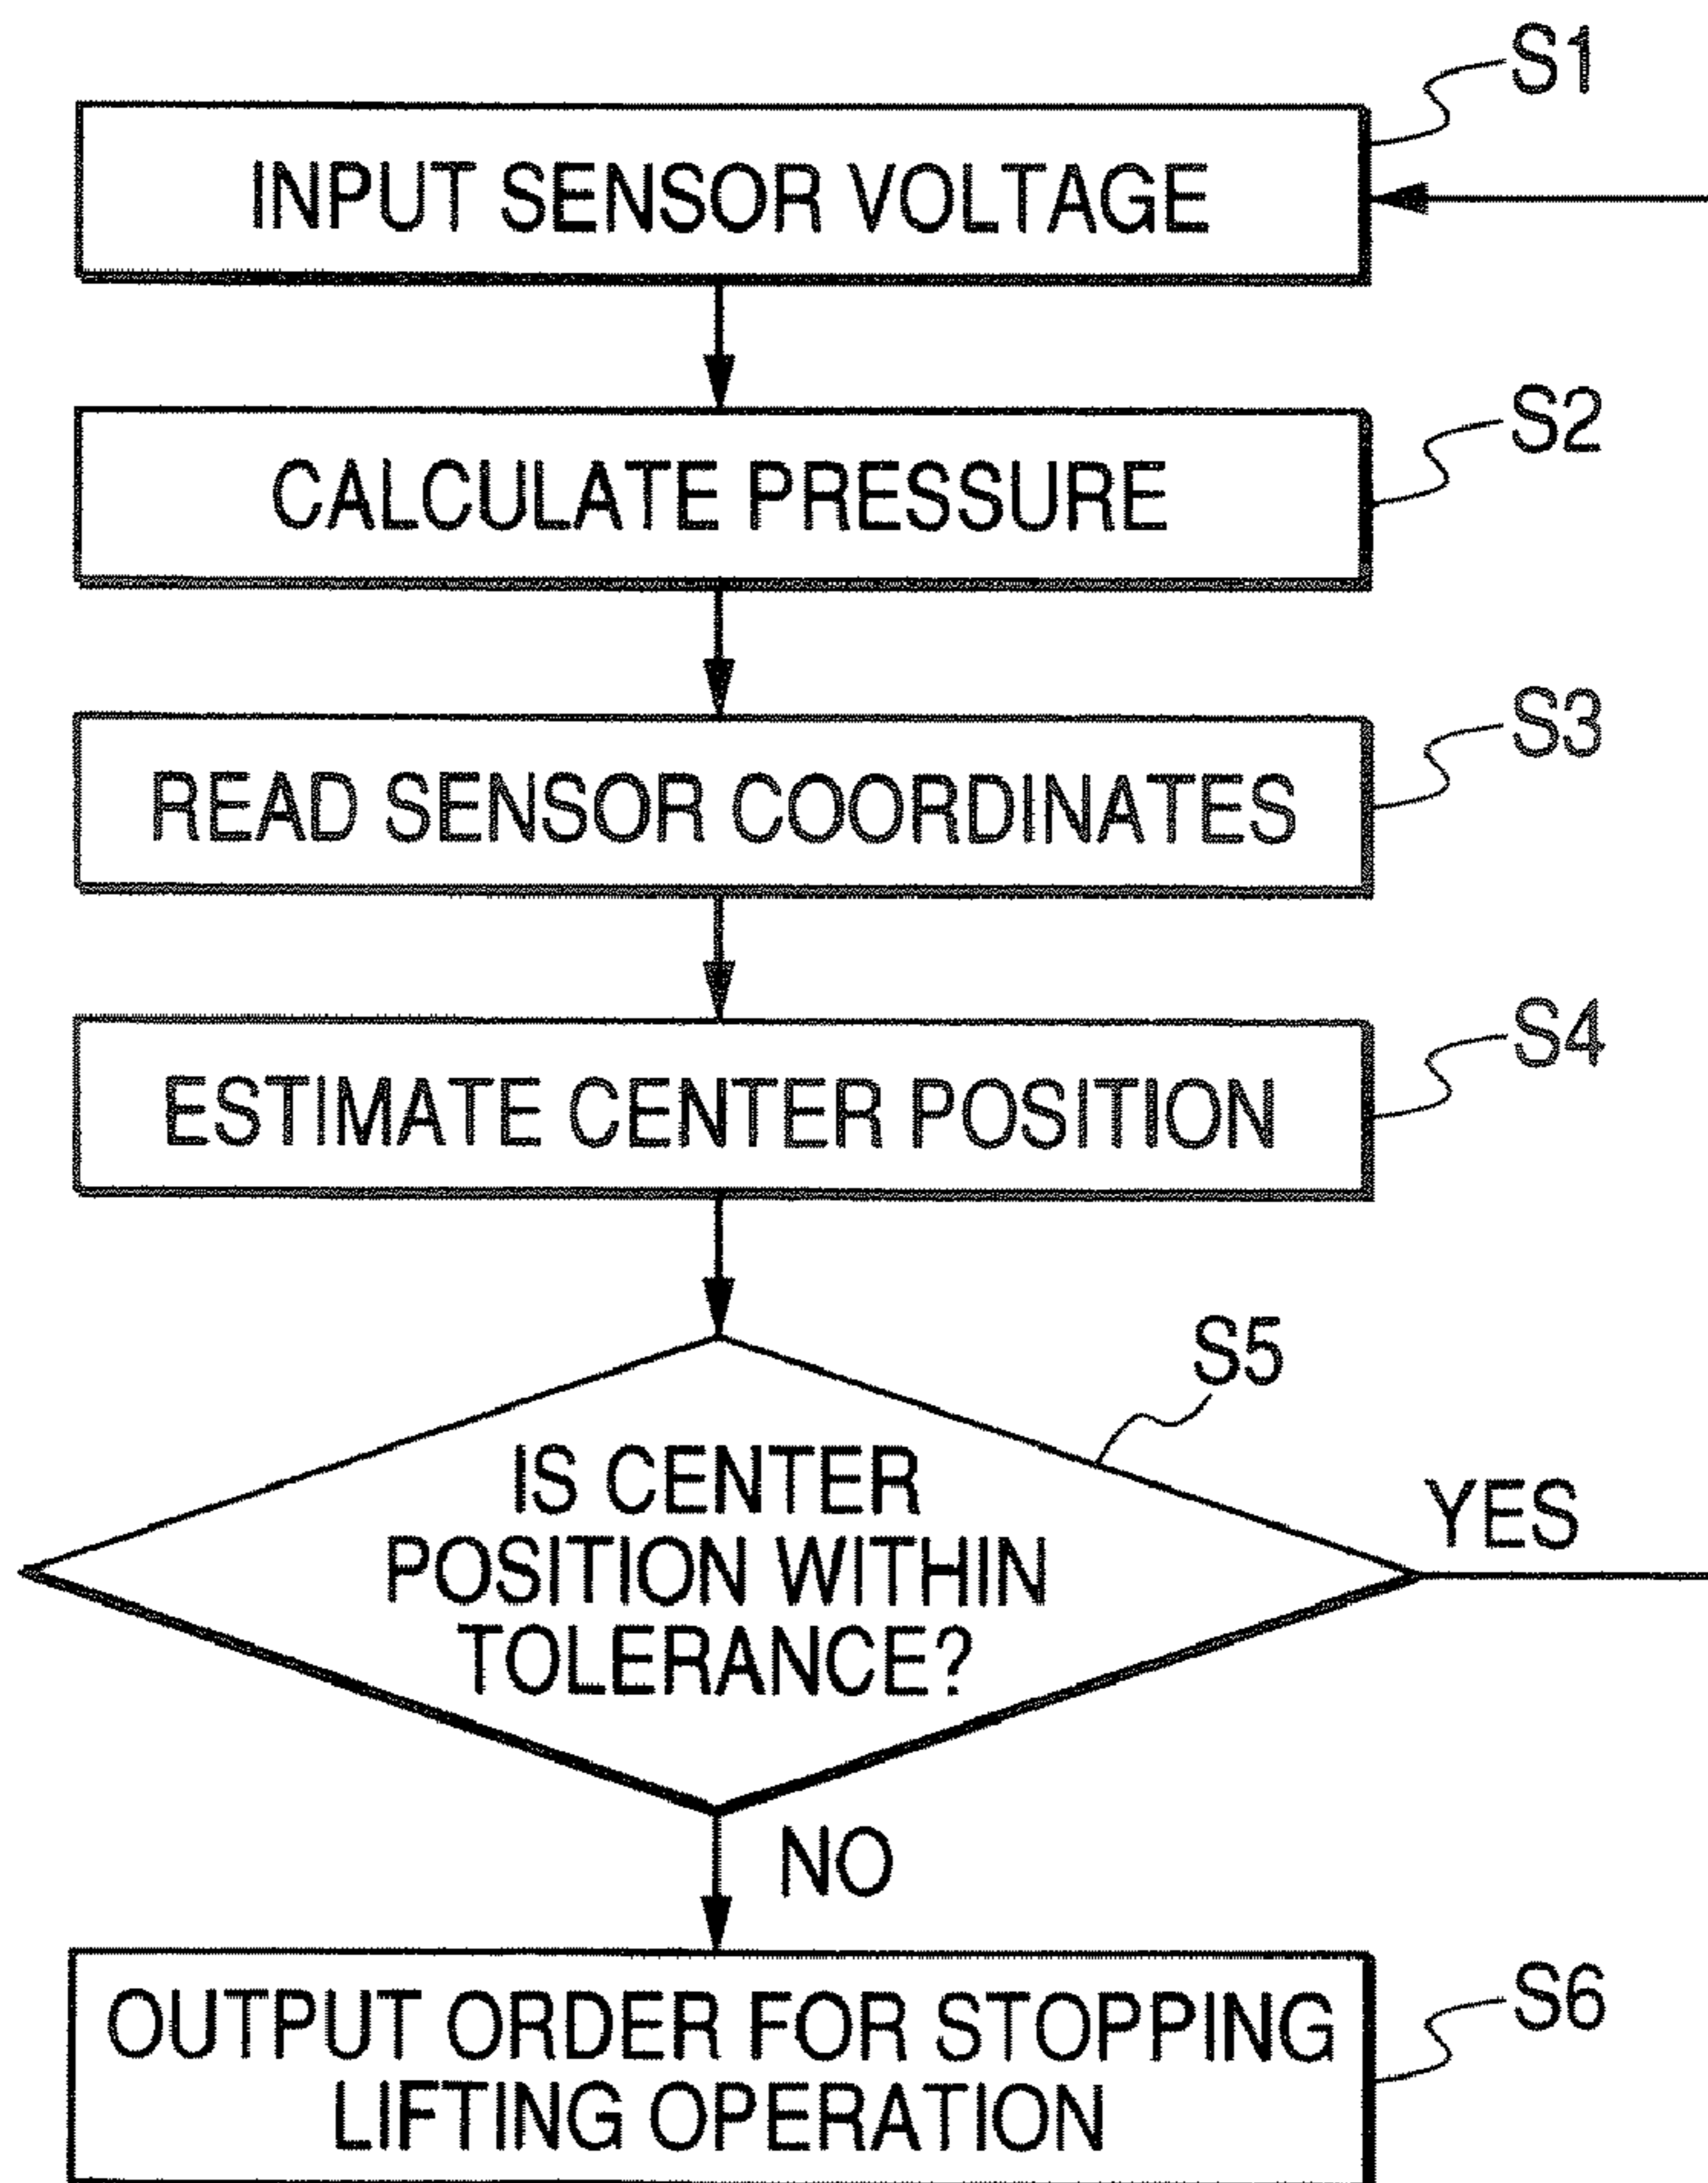 S1
INPUT SENSOR VOLTAGE
S2
CALCULATE PRESSURE
S3
READ SENSOR COORDINATES
S4
ESTIMATE CENTER POSITION
S5
IS CENTER
POSITION WITHIN
TOLERANCE?
YES
NO
S6
OUTPUT ORDER FOR STOPPING
LIFTING OPERATION